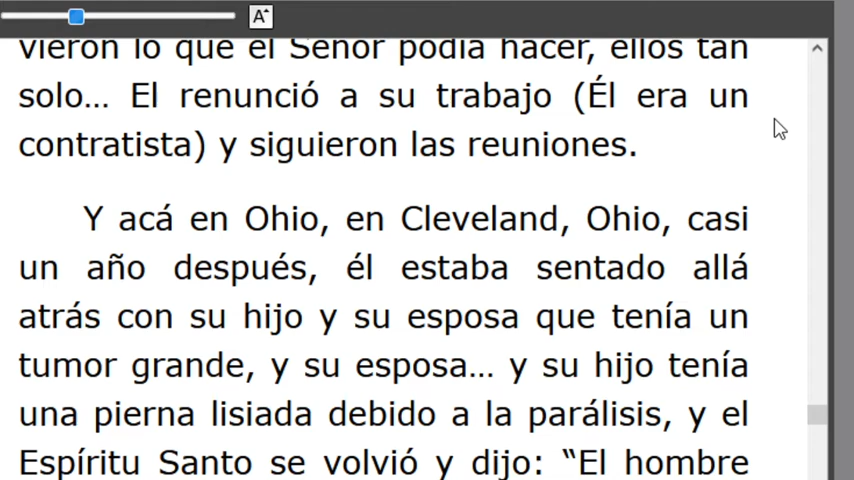 A
vieron lo que el Señor podía hacer, ellos tan
solo... El renunció a su trabajo (Él era un
contratista) y siguieron las reuniones.
Y acá en Ohio, en Cleveland, Ohio, casi
un año después, él estaba sentado allá
atrás con su hijo y su esposa que tenía un
tumor grande, y su esposa... y su hijo tenía
una pierna lisiada debido a la parálisis, y el
Espíritu Santo se volvió y dijo: “El hombre